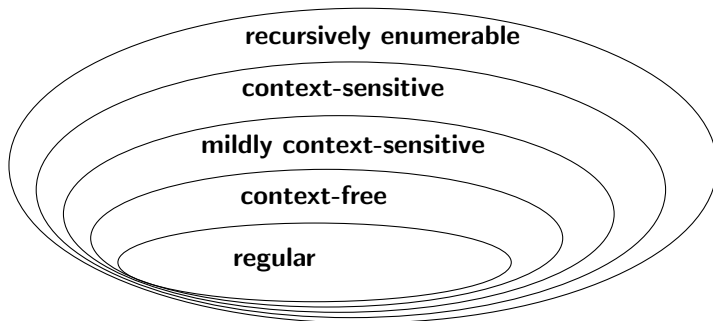 recursively enumerable
context-sensitive
mildly context-sensitive
context-free
regular